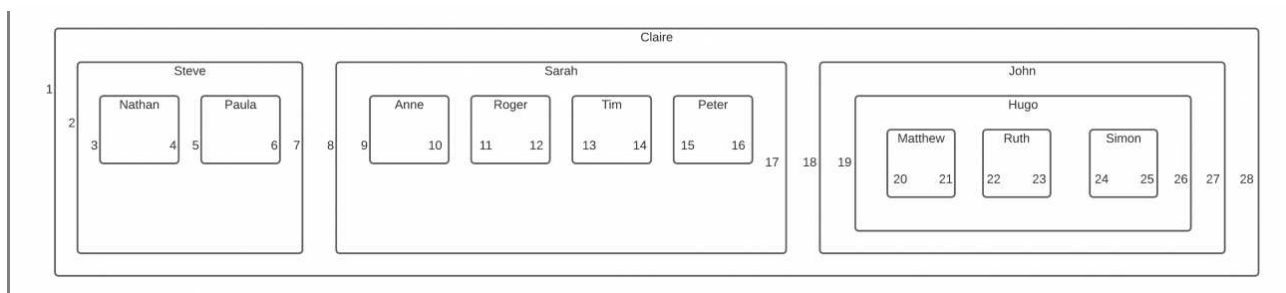 Claire
Steve Sarah John
1
Nathan Paula Anne Roger Tim Peter Hugo
2
3 4 5 6 7 8 9 10 11 12 13 14 15 16
Matthew Ruth Simon
17 18 19
20 21 22 23 24 25 26 27 28